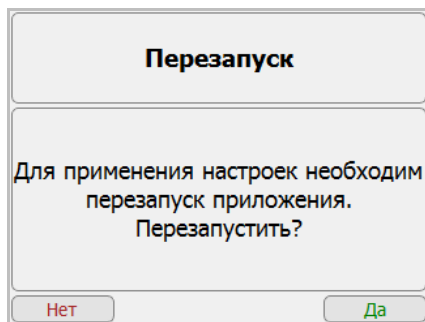 Перезапуск
Для применения настроек необходим
перезапуск приложения.
Перезапустить?
Нет
Да